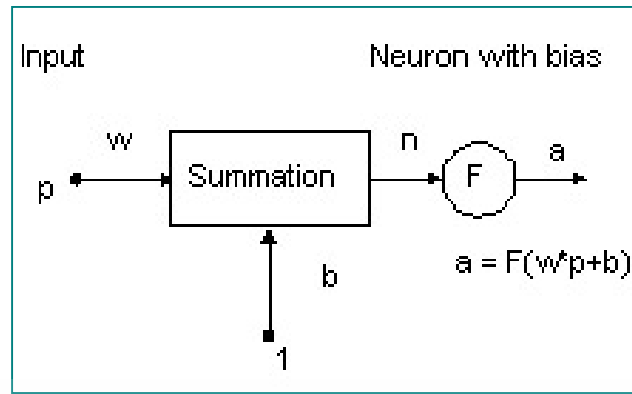 Input
Neuron with bias
w
n
a
p
Summation
F
b
a = F(w*p+b)
1